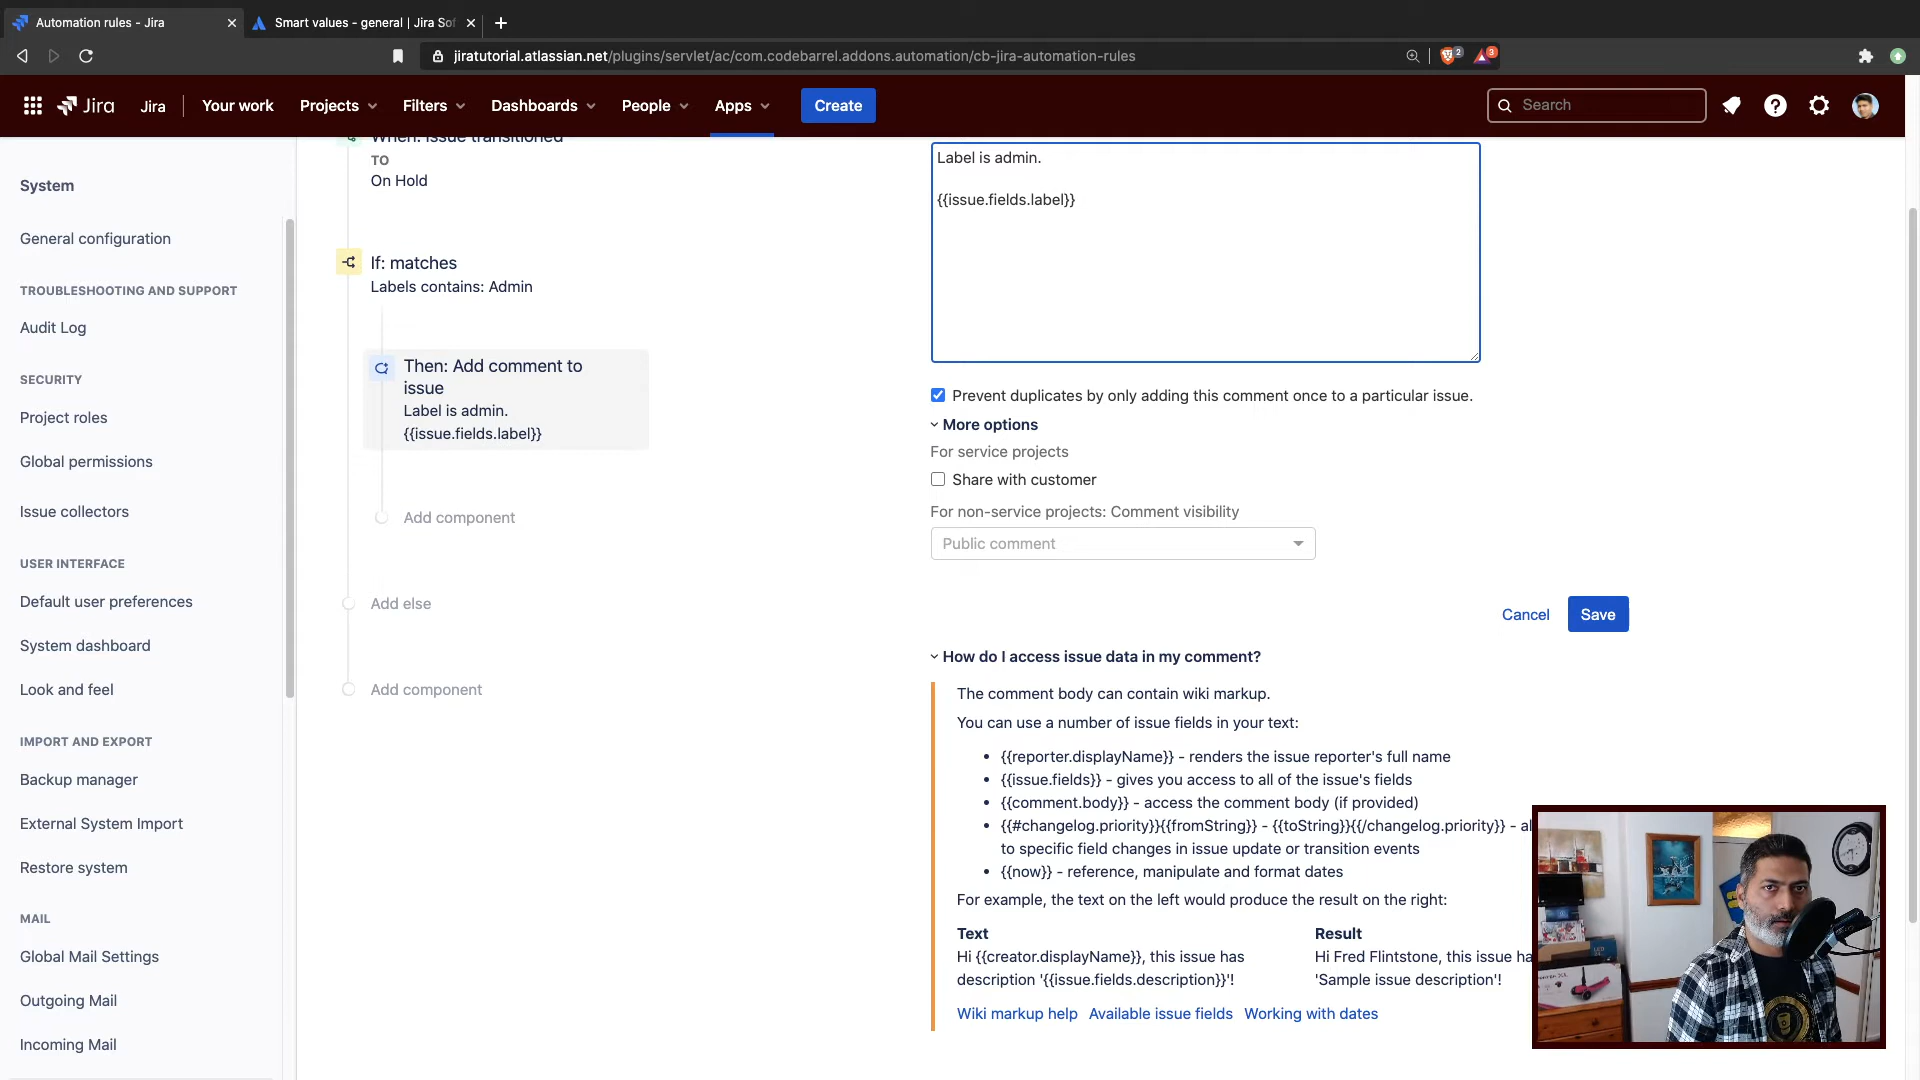 Automation rules - Jira
Smart values - general | Jira Sof
jiratutorial.atlassian.net/plugins/servlet/ac/com.codebarrel.addons.automation/cb-jira-automation-rules
2
3
Jira
Jira
Your work
Projects
Filters
Dashboards
People
Apps
Create
Search
System
General configuration
TROUBLESHOOTING AND SUPPORT
Audit Log
SECURITY
Project roles
Global permissions
Issue collectors
USER INTERFACE
Default user preferences
System dashboard
Look and feel
IMPORT AND EXPORT
Backup manager
External System Import
Restore system
MAIL
Global Mail Settings
Outgoing Mail
Incoming Mail
When: Issue transitioned
TO
On Hold
If: matches
Labels contains: Admin
Then: Add comment to
issue
Label is admin.
{{issue.fields.label}}
Add component
Add else
Add component
Label is admin.
{{issue.fields.label}}
Prevent duplicates by only adding this comment once to a particular issue.
More options
For service projects
Share with customer
For non-service projects: Comment visibility
Public comment
Cancel
Save
How do I access issue data in my comment?
The comment body can contain wiki markup.
You can use a number of issue fields in your text:
• {{reporter.displayName}} - renders the issue reporter's full name
• {{issue.fields}} - gives you access to all of the issue's fields
• {{comment.body}} - access the comment body (if provided)
• {{#changelog.priority}}{{fromString}} - {{toString}}{{/changelog.priority}} - al
to specific field changes in issue update or transition events
• {{now}} - reference, manipulate and format dates
For example, the text on the left would produce the result on the right:
Text
Hi {{creator.displayName}}, this issue has
description '{{issue.fields.description}}'!
Result
Hi Fred Flintstone, this issue ha
'Sample issue description'!
Wiki markup help
Available issue fields
Working with dates